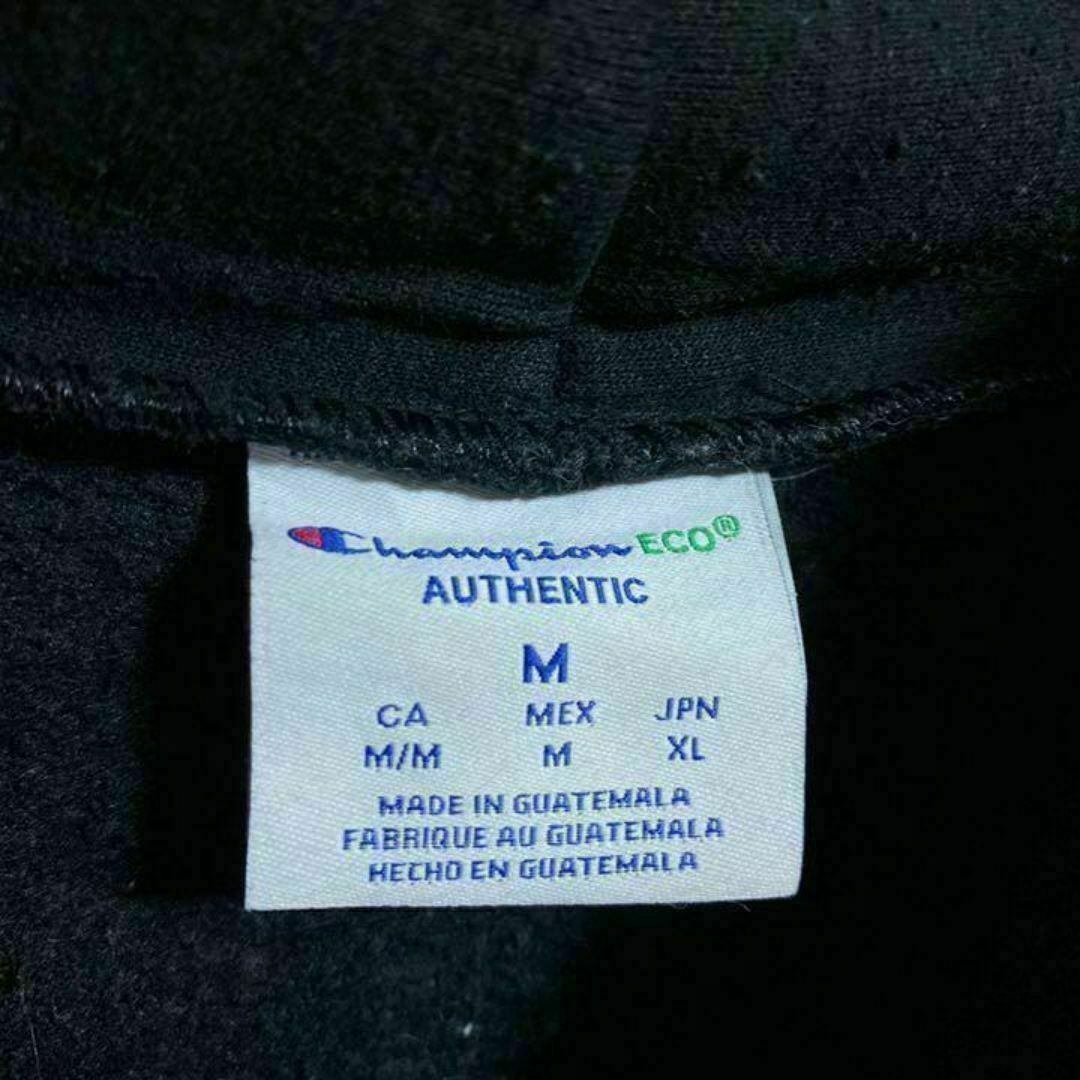 Champion ECO®
AUTHENTIC
M
CA MEX JPN
M/M M XL
MADE IN GUATEMALA
FABRIQUE AU GUATEMALA
HECHO EN GUATEMALA